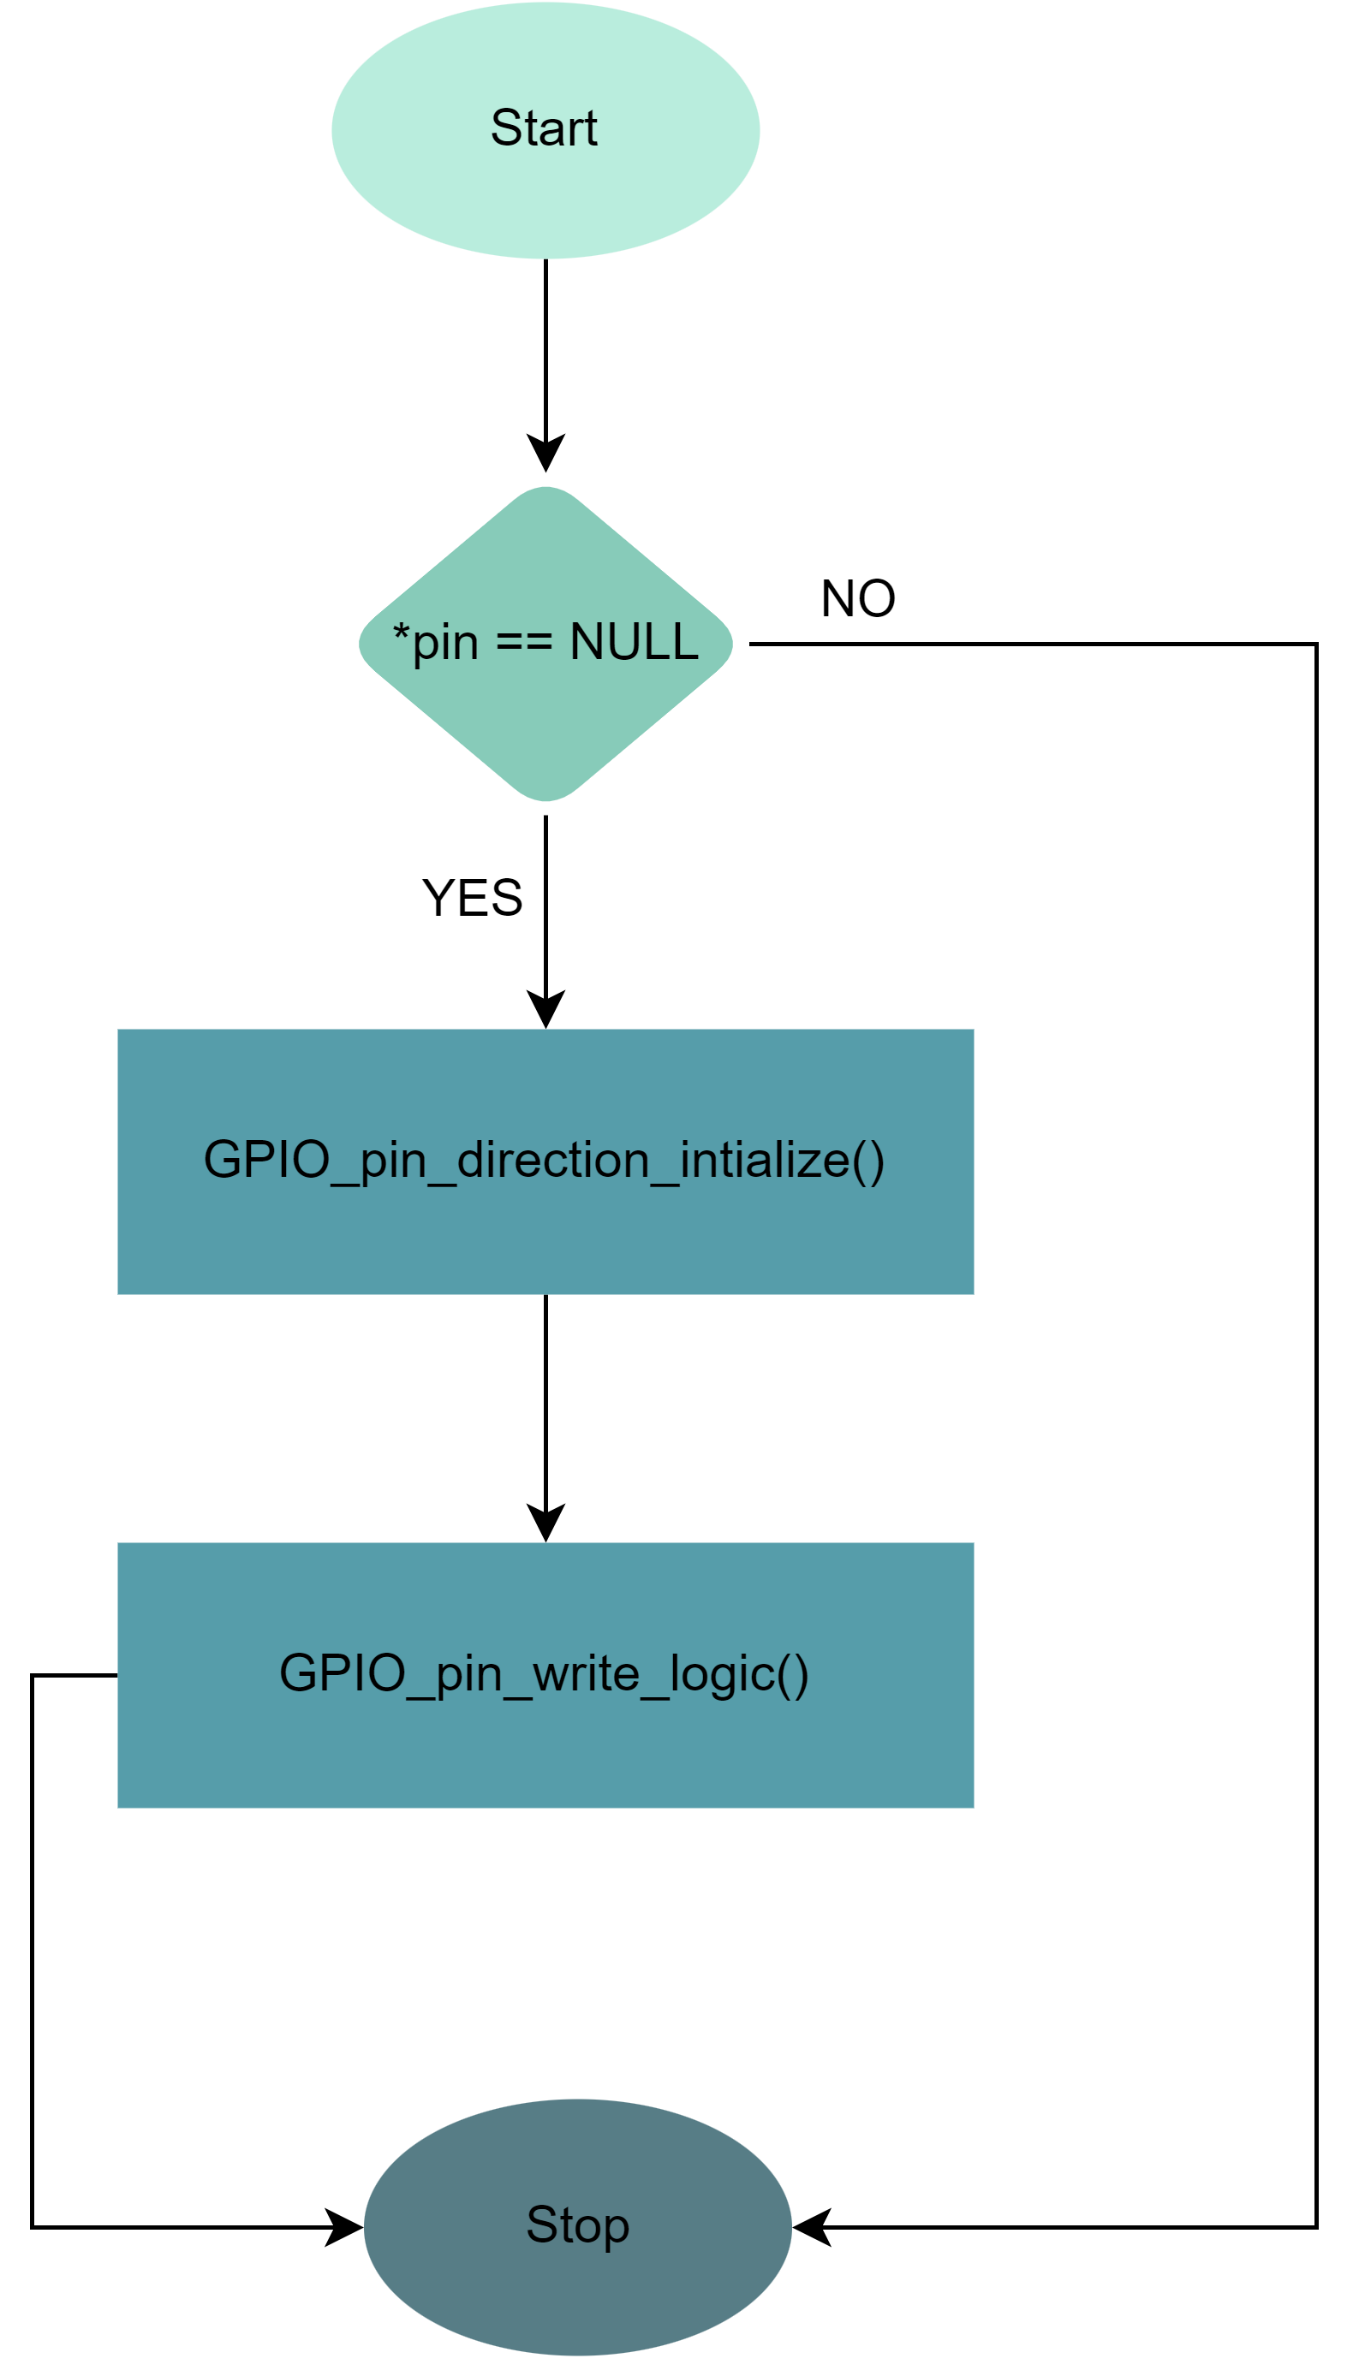 Start
*pin == NULL
NO
YES
GPIO_pin_direction_intialize()
GPIO_pin_write_logic()
Stop